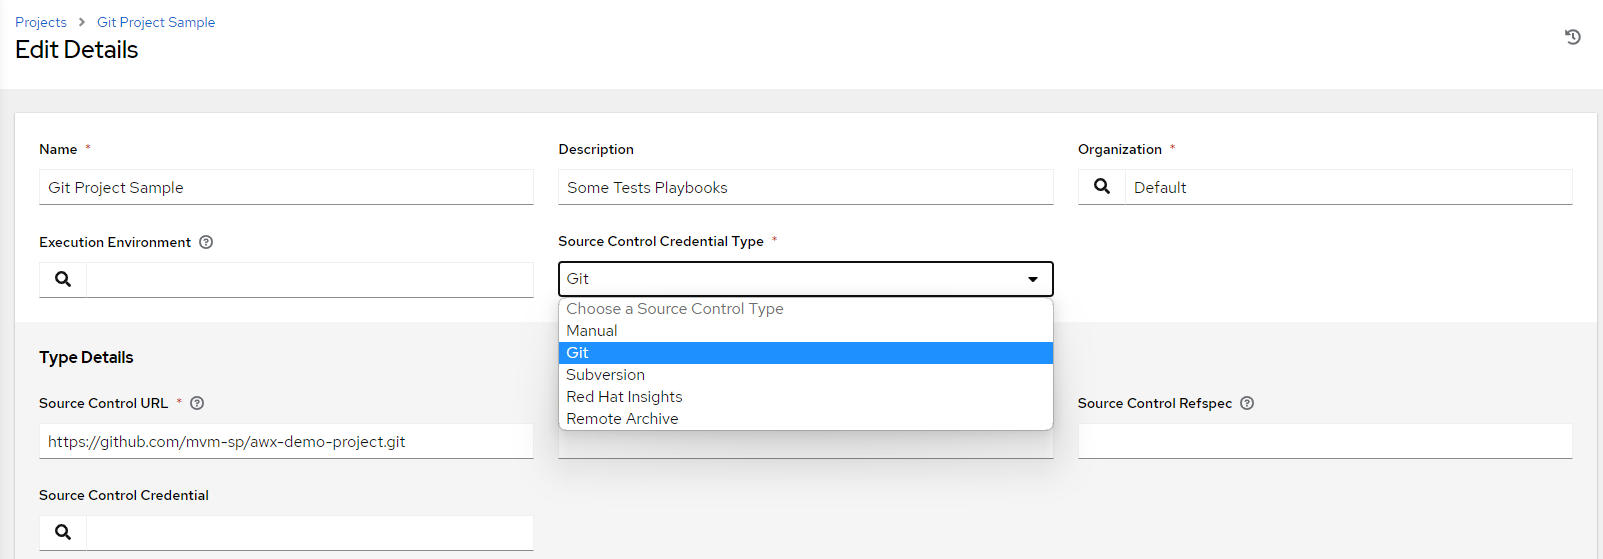 Projects > Git Project Sample
Edit Details
Name * Description Organization *
Git Project Sample Some Tests Playbooks Default
Execution Environment Source Control Credential Type *
Git
Choose a Source Control Type
Manual
Git
Subversion
Red Hat Insights
Remote Archive
Type Details
Source Control URL * Source Control Refspec
https://github.com/mvm-sp/awx-demo-project.git
Source Control Credential